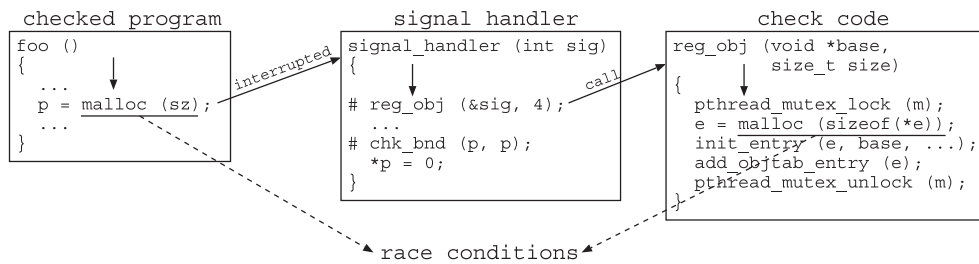 checked program
foo ()
{
...
p = malloc (sz);
...
}
interrupted
signal handler
signal_handler (int sig)
{
# reg_obj (&sig, 4);
...
# chk_bnd (p, p);
*p = 0;
}
call
check code
reg_obj (void *base,
size_t size)
{
pthread_mutex_lock (m);
e = malloc (sizeof(*e));
init_entry (e, base, ...);
add_objtab_entry (e);
pthread_mutex_unlock (m);
}
race conditions